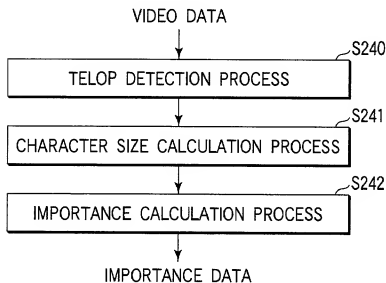 VIDEO DATA
S240
TELOP DETECTION PROCESS
S241
CHARACTER SIZE CALCULATION PROCESS
S242
IMPORTANCE CALCULATION PROCESS
IMPORTANCE DATA